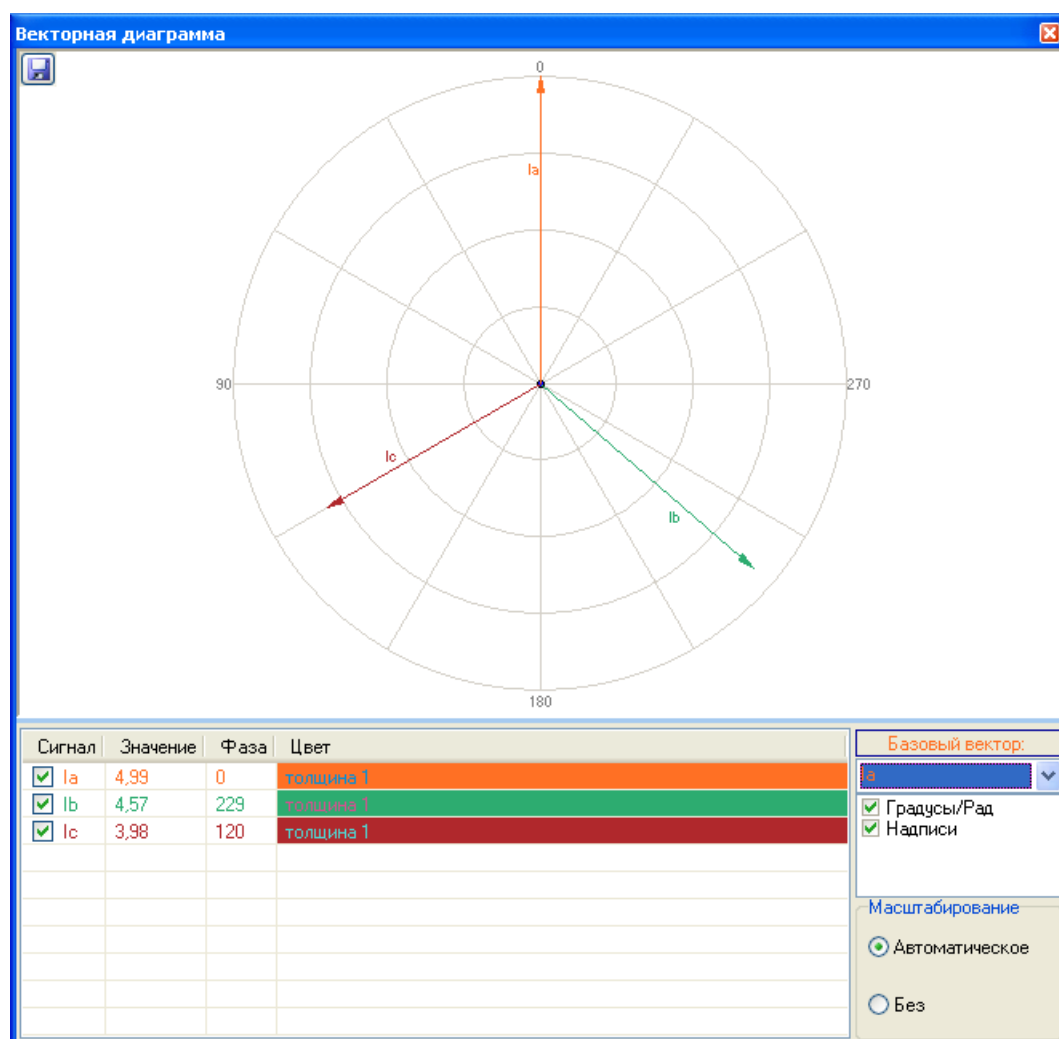 Векторная диаграмма
0
Ia
90
270
Ic
Ib
180
Сигнал Значение Фаза Цвет
Ia 4,99 0 толщина 1
Ib 4,57 229 толщина 1
Ic 3,98 120 толщина 1
Базовый вектор:
Ia
Градусы/Рад
Надписи
Масштабирование
Автоматическое
Без